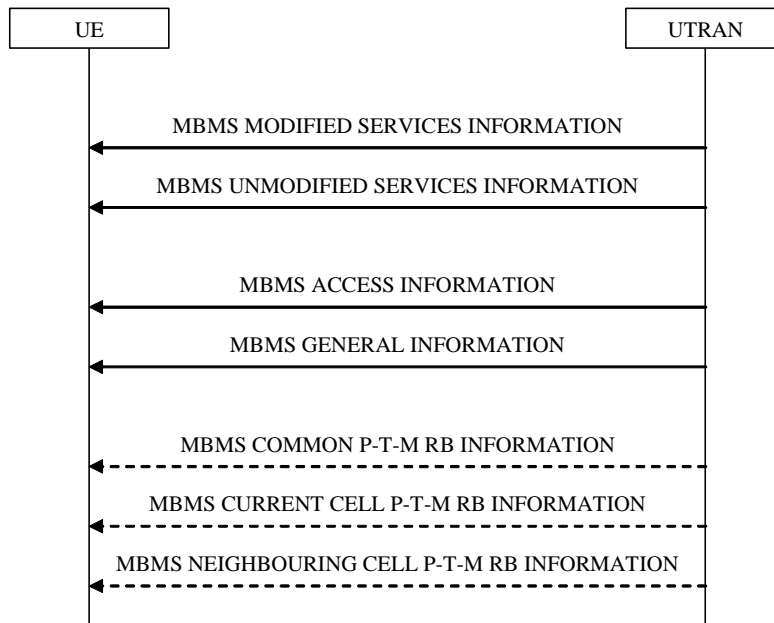 UE
UTRAN
MBMS MODIFIED SERVICES INFORMATION
MBMS UNMODIFIED SERVICES INFORMATION
MBMS ACCESS INFORMATION
MBMS GENERAL INFORMATION
MBMS COMMON P-T-M RB INFORMATION
MBMS CURRENT CELL P-T-M RB INFORMATION
MBMS NEIGHBOURING CELL P-T-M RB INFORMATION